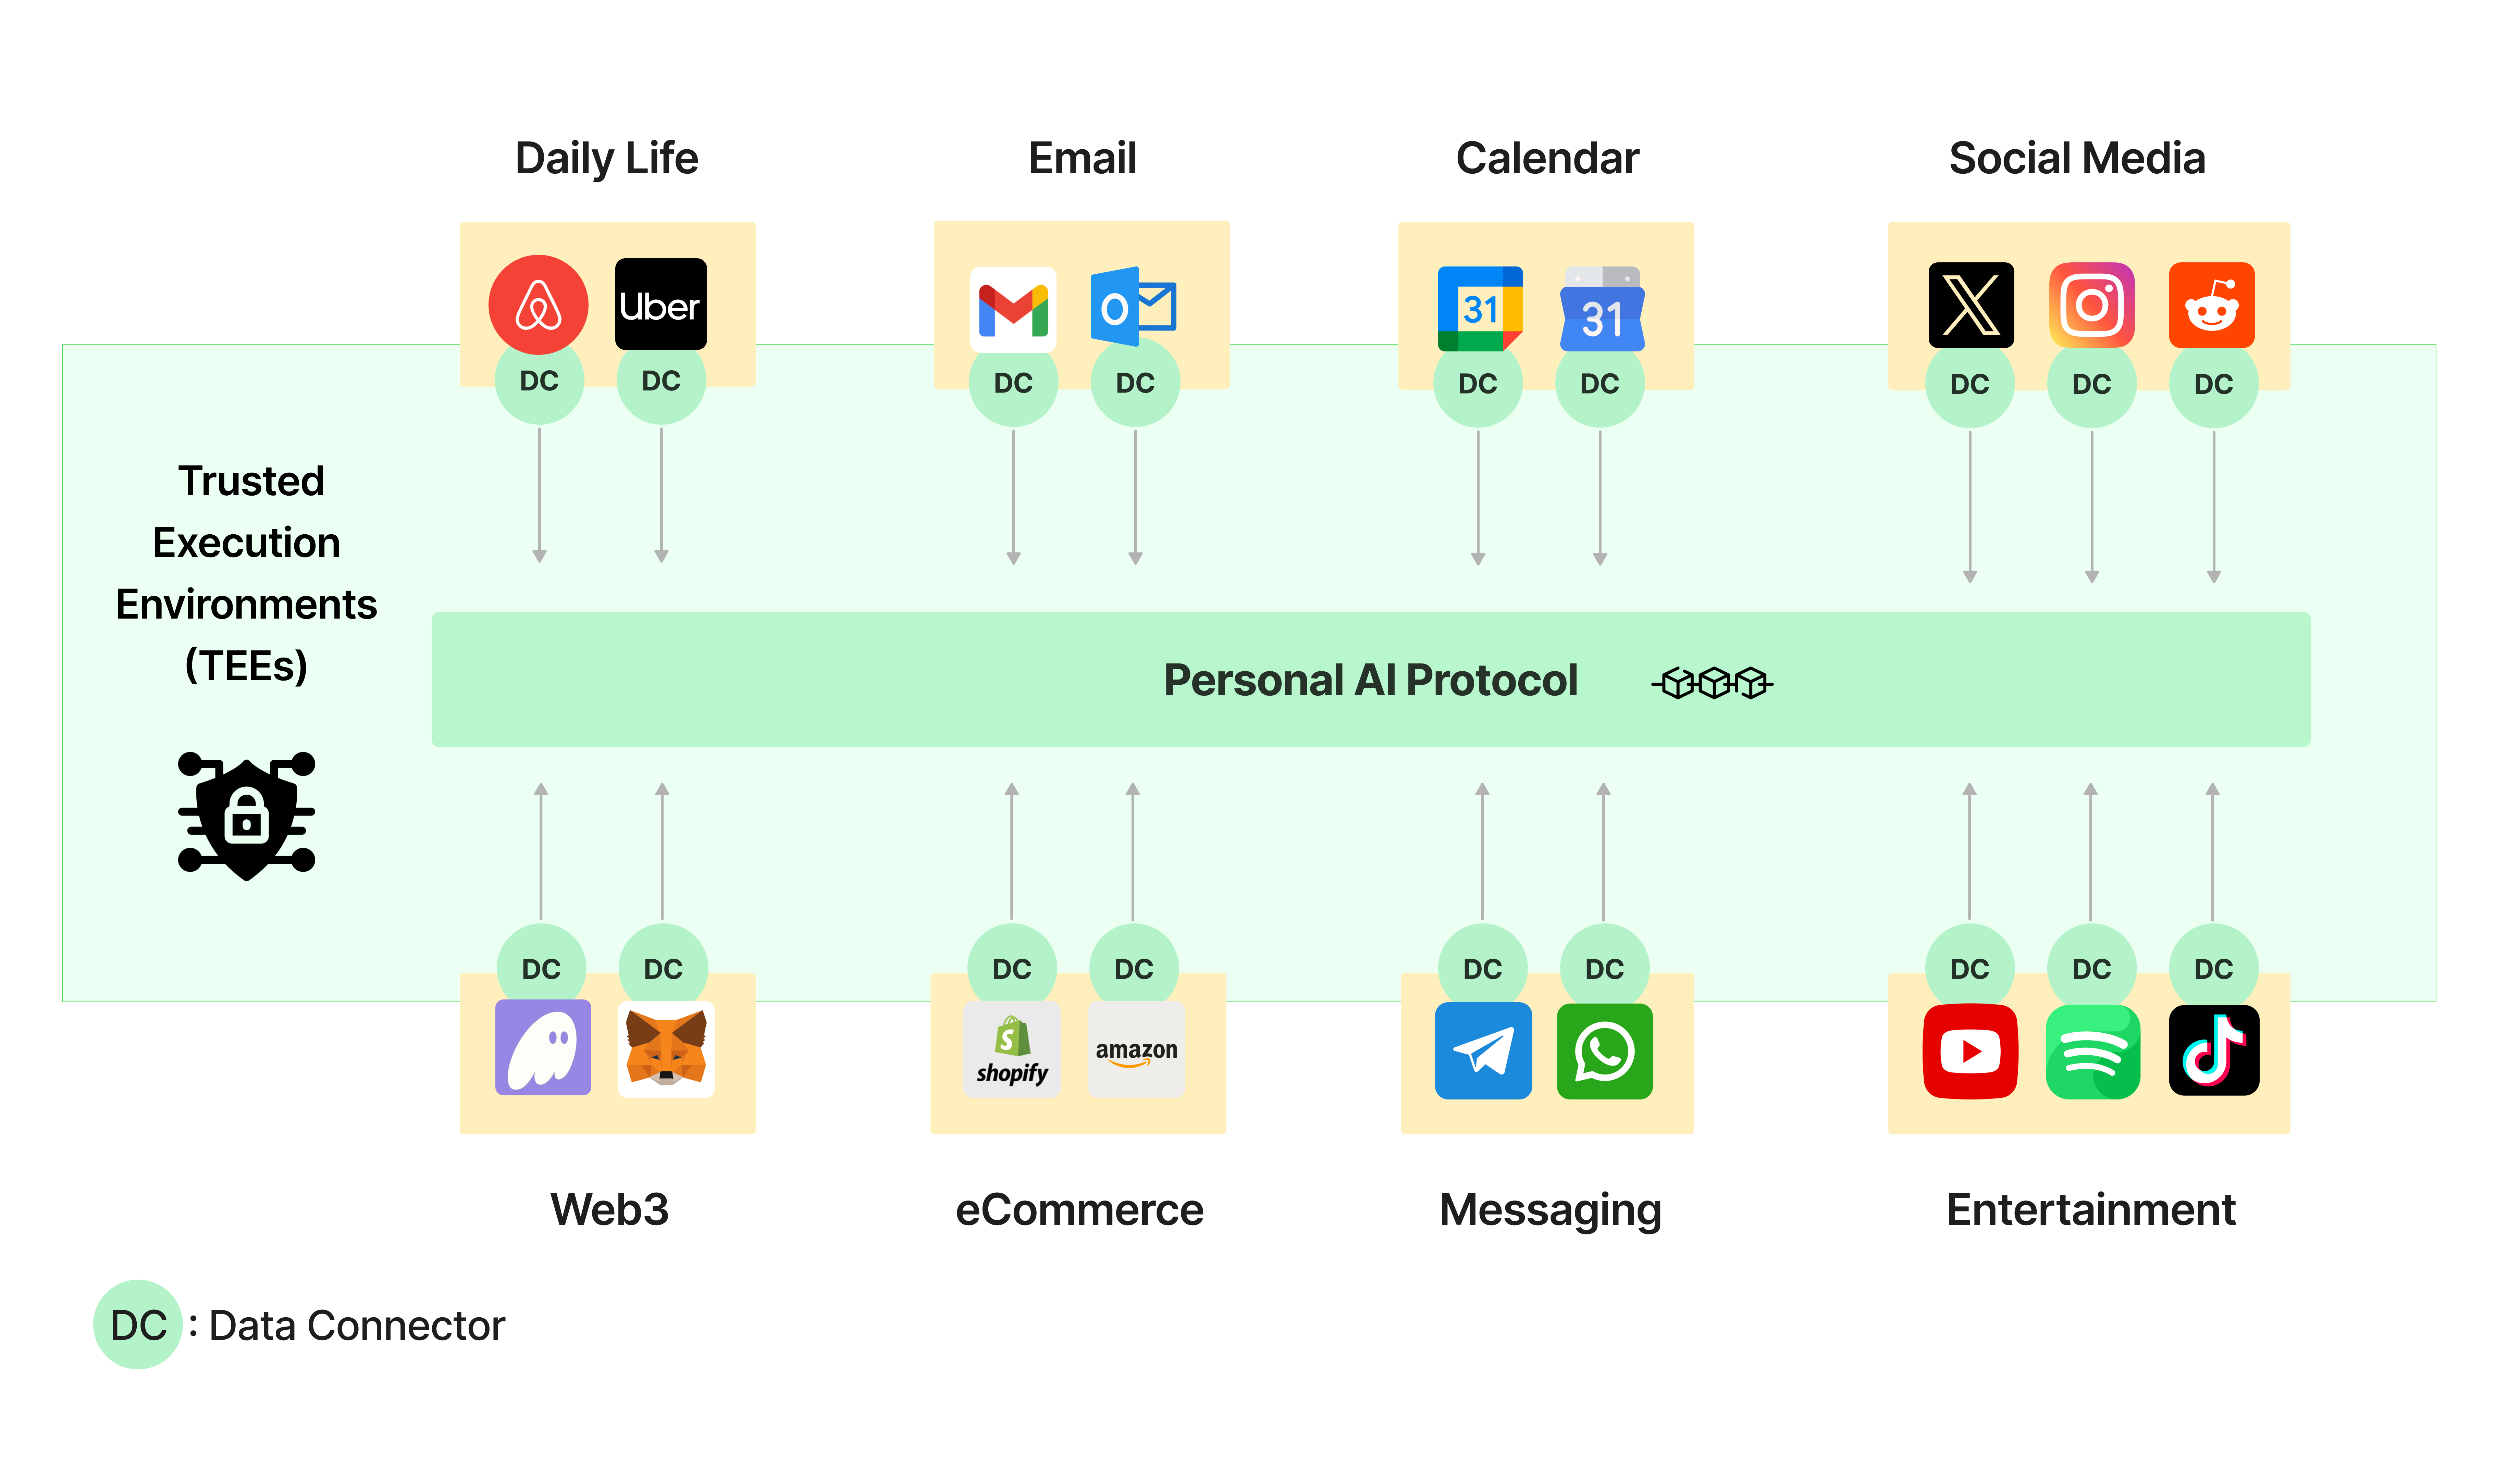 Daily Life
Email
Calendar
Social Media
Uber
31
31
DC
DC
DC
DC
DC
DC
DC
DC
DC
Trusted
Execution
Environments
(TEEs)
Personal AI Protocol
DC
DC
DC
DC
DC
DC
DC
DC
DC
shopify
amazon
Web3
eCommerce
Messaging
Entertainment
DC : Data Connector